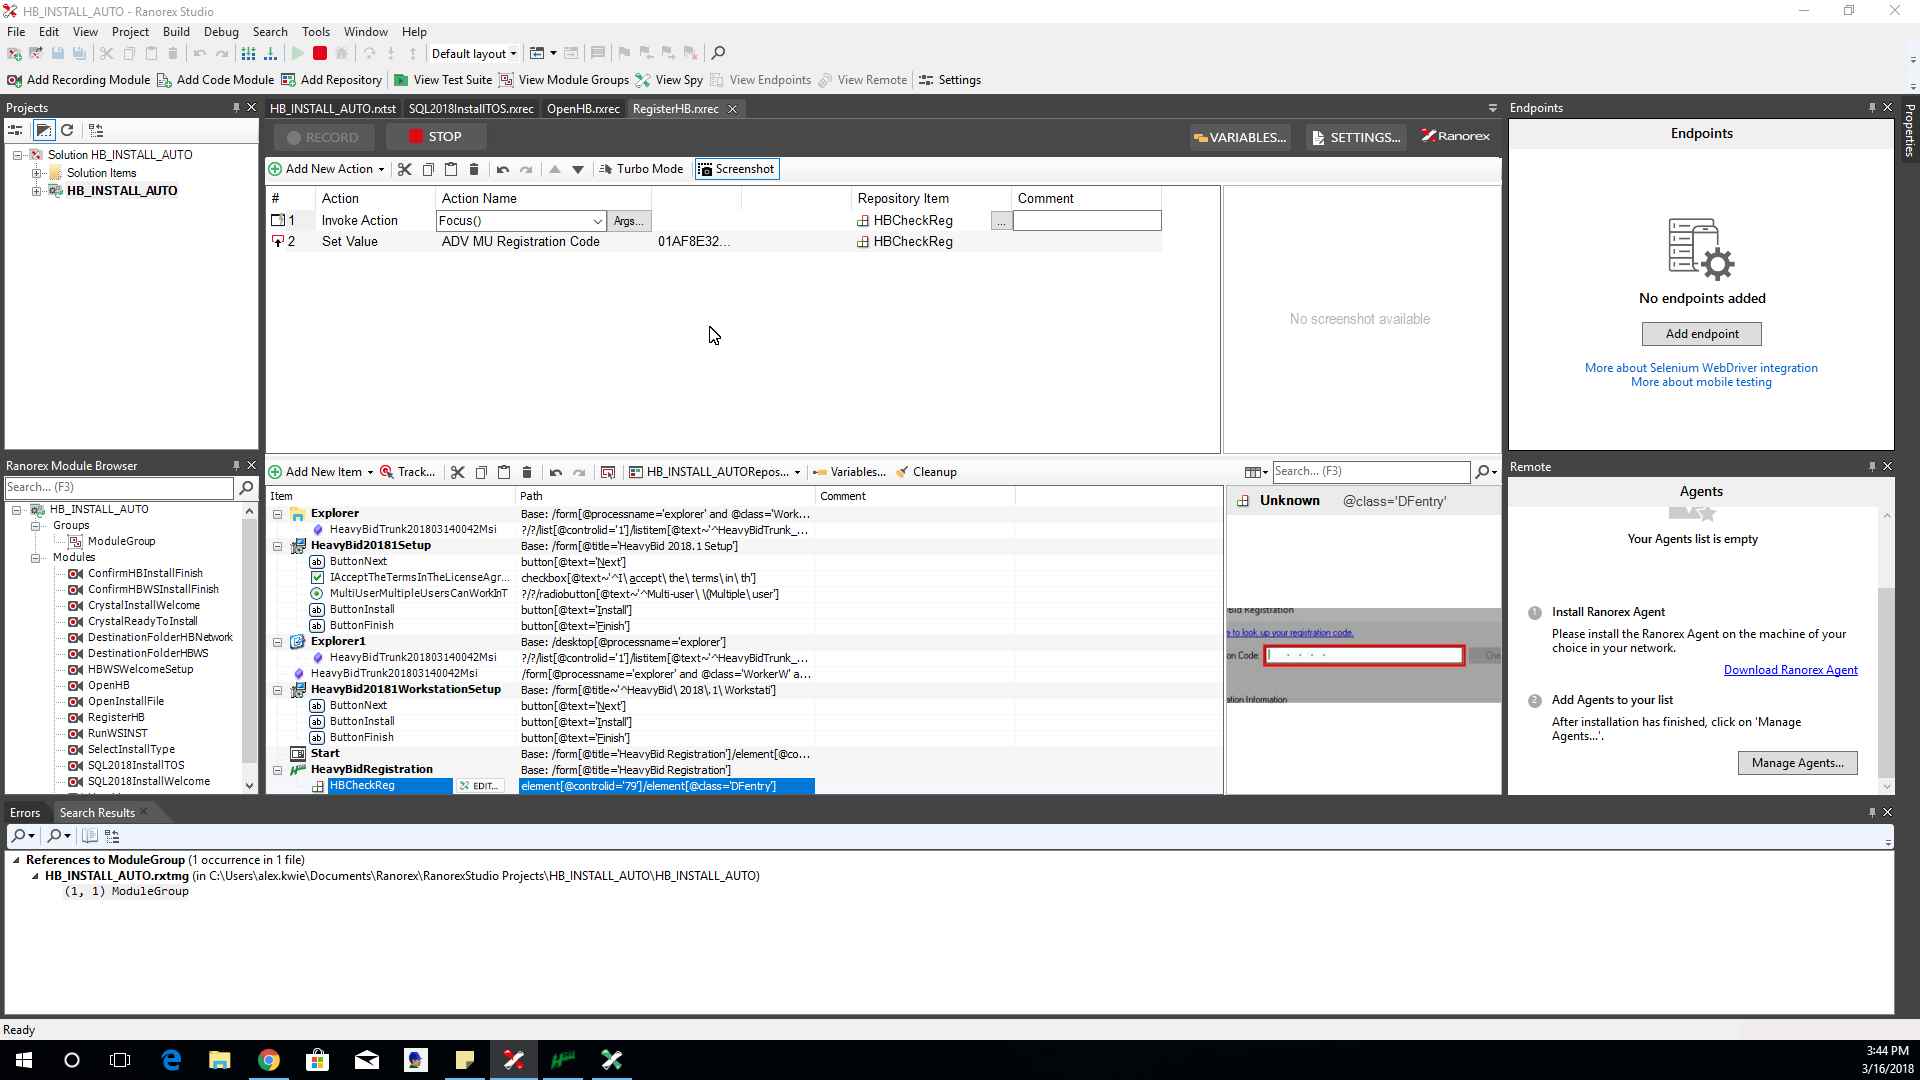 HB_INSTALL_AUTO - Ranorex Studio
File Edit View Project Build Debug Search Tools Window Help
Default layout
Add Recording Module Add Code Module Add Repository View Test Suite View Module Groups View Spy View Endpoints View Remote Settings
Projects
Solution HB_INSTALL_AUTO
Solution Items
HB_INSTALL_AUTO
HB_INSTALL_AUTO.rxtst SQL2018InstallTOS.rxrec OpenHB.rxrec RegisterHB.rxrec
RECORD STOP VARIABLES... SETTINGS... Ranorex
Add New Action Turbo Mode Screenshot
# Action Action Name Repository Item Comment
1 Invoke Action Focus() Args... HBCheckReg ...
2 Set Value ADV MU Registration Code 01AF8E32... HBCheckReg
No screenshot available
Endpoints
Endpoints
No endpoints added
Add endpoint
More about Selenium WebDriver integration
More about mobile testing
Properties
Ranorex Module Browser
Search... (F3)
HB_INSTALL_AUTO
Groups
ModuleGroup
Modules
ConfirmHBInstallFinish
ConfirmHBWSInstallFinish
CrystalInstallWelcome
CrystalReadyToInstall
DestinationFolderHBNetwork
DestinationFolderHBWS
HBWSWelcomeSetup
OpenHB
OpenInstallFile
RegisterHB
RunWSINST
SelectInstallType
SQL2018InstallTOS
SQL2018InstallWelcome
Add New Item Track... HB_INSTALL_AUTORepos... Variables... Cleanup Search... (F3)
Item Path Comment
Explorer Base: /form[@processname='explorer' and @class='Work...
HeavyBidTrunk201803140042Msi ?/?/list[@controlid='1']/listitem[@text~'^HeavyBidTrunk_...
HeavyBid20181Setup Base: /form[@title='HeavyBid 2018.1 Setup']
ButtonNext button[@text='Next']
IAcceptTheTermsInTheLicenseAgr... checkbox[@text~'^I\ accept\ the\ terms\ in\ th']
MultiUserMultipleUsersCanWorkInT ?/?/radiobutton[@text~'^Multi-user\ \(Multiple\ user']
ButtonInstall button[@text='Install']
ButtonFinish button[@text='Finish']
Explorer1 Base: /desktop[@processname='explorer']
HeavyBidTrunk201803140042Msi ?/?/list[@controlid='1']/listitem[@text~'^HeavyBidTrunk_...
HeavyBidTrunk201803140042Msi /form[@processname='explorer' and @class='WorkerW' a...
HeavyBid20181WorkstationSetup Base: /form[@title~'^HeavyBid\ 2018\.1\ Workstati']
ButtonNext button[@text='Next']
ButtonInstall button[@text='Install']
ButtonFinish button[@text='Finish']
Start Base: /form[@title='HeavyBid Registration']/element[@co...
HeavyBidRegistration Base: /form[@title='HeavyBid Registration']
HBCheckReg EDIT... element[@controlid='79']/element[@class='DFentry']
Unknown @class='DFentry'
Bid Registration
e to look up your registration code.
on Code:
ation Information
Remote
Agents
Your Agents list is empty
1 Install Ranorex Agent
Please install the Ranorex Agent on the machine of your
choice in your network.
Download Ranorex Agent
2 Add Agents to your list
After installation has finished, click on 'Manage
Agents...'.
Manage Agents...
Errors Search Results
References to ModuleGroup (1 occurrence in 1 file)
HB_INSTALL_AUTO.rxtmg (in C:\Users\alex.kwie\Documents\Ranorex\RanorexStudio Projects\HB_INSTALL_AUTO\HB_INSTALL_AUTO)
(1, 1) ModuleGroup
Ready
3:44 PM
3/16/2018